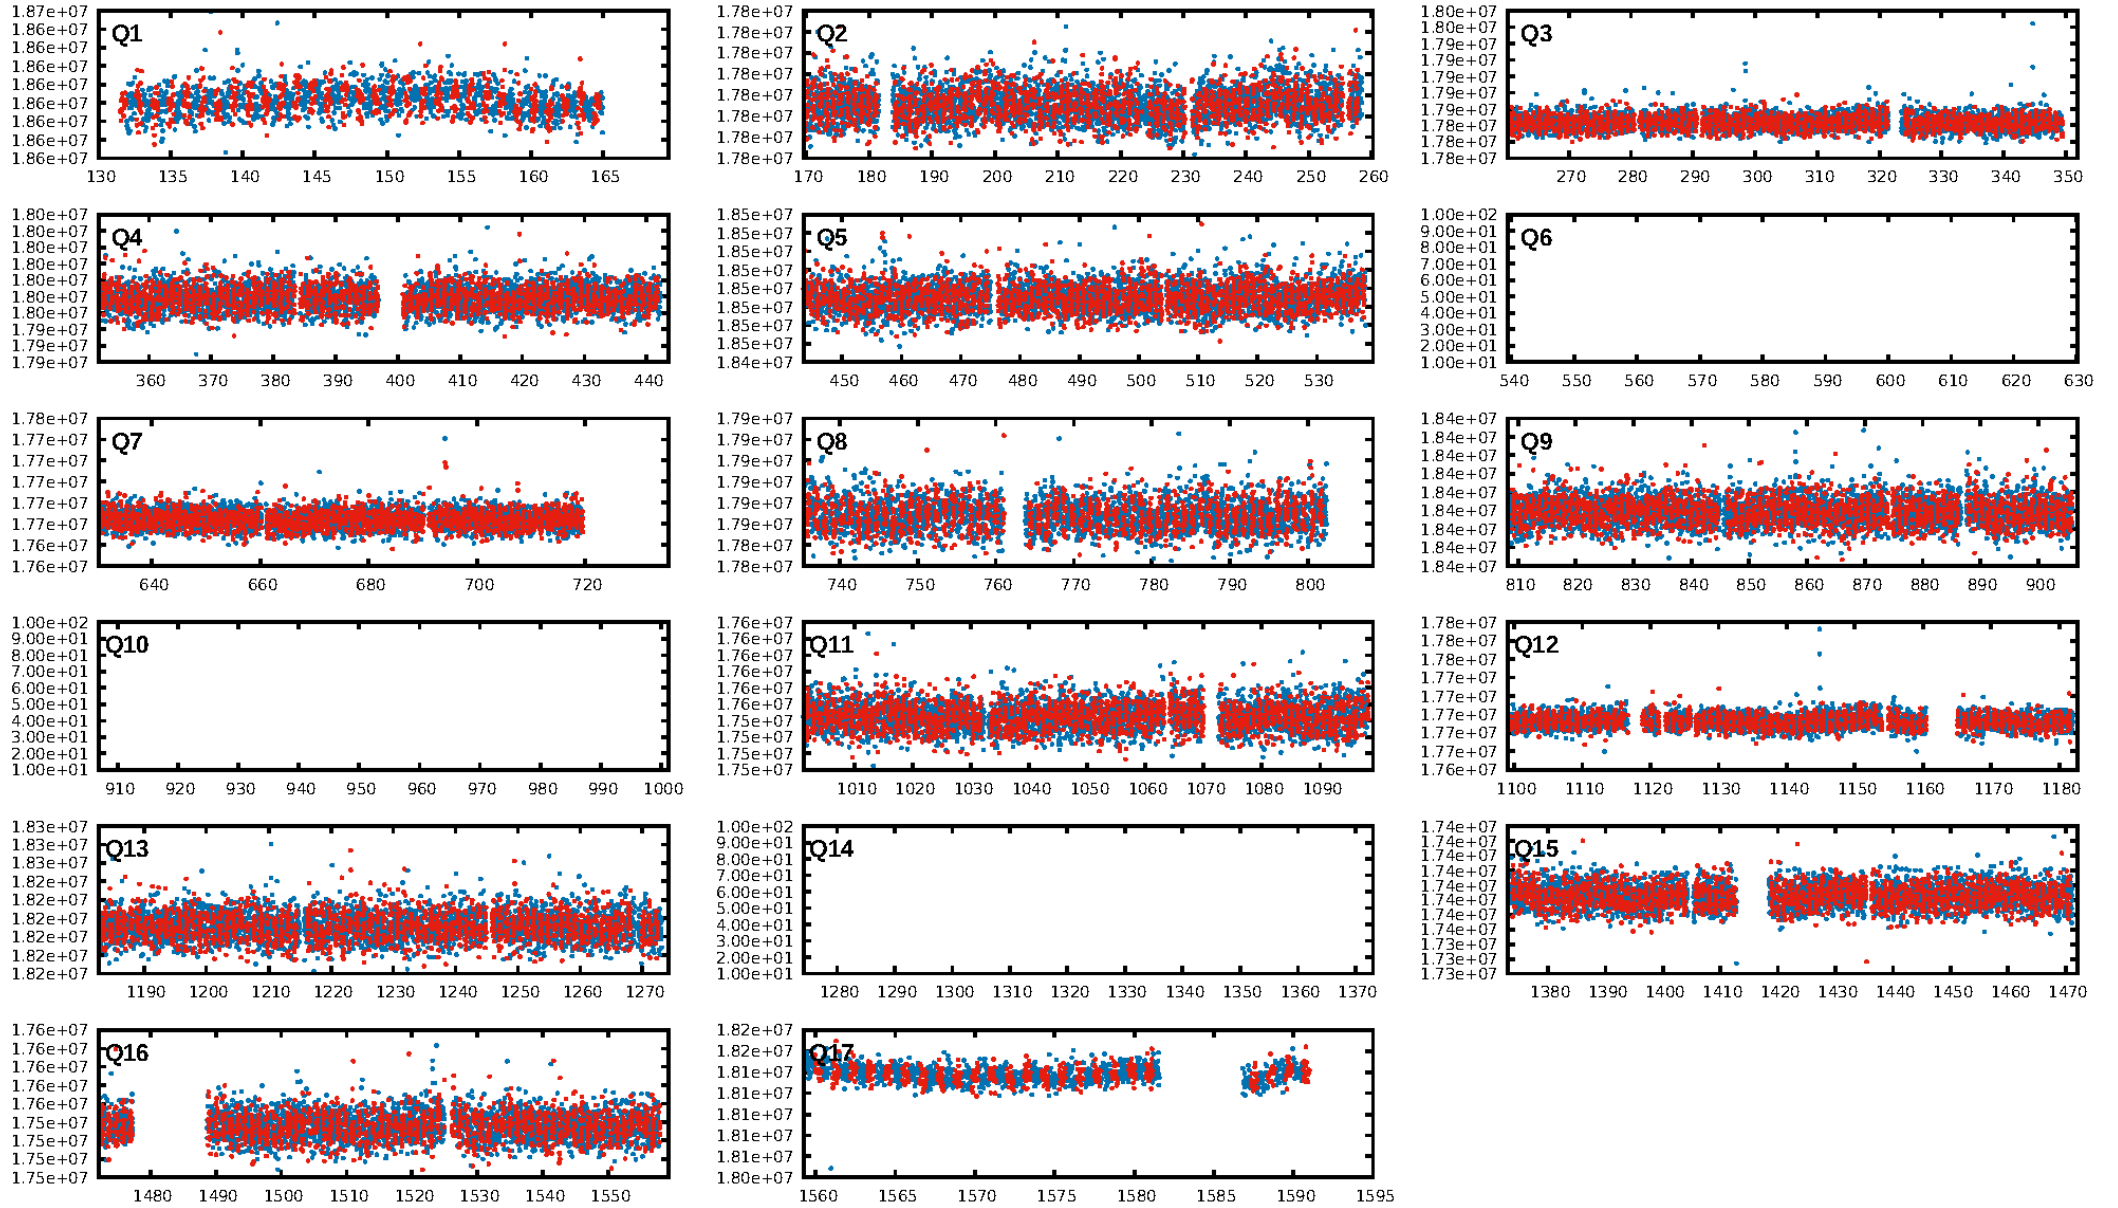 1.87e+07
1.86e+07
1.86e+07
1.86e+07
1.86e+07
1.86e+07
1.86e+07
1.86e+07
1.86e+07
Q1
130 135 140 145 150 155 160 165
1.78e+07
1.78e+07
1.78e+07
1.78e+07
1.78e+07
1.78e+07
1.78e+07
1.78e+07
Q2
170 180 190 200 210 220 230 240 250 260
1.80e+07
1.80e+07
1.79e+07
1.79e+07
1.79e+07
1.79e+07
1.79e+07
1.78e+07
1.78e+07
1.78e+07
Q3
270 280 290 300 310 320 330 340 350
1.80e+07
1.80e+07
1.80e+07
1.80e+07
1.80e+07
1.80e+07
1.80e+07
1.79e+07
1.79e+07
1.79e+07
Q4
360 370 380 390 400 410 420 430 440
1.85e+07
1.85e+07
1.85e+07
1.85e+07
1.85e+07
1.85e+07
1.85e+07
1.85e+07
1.84e+07
Q5
450 460 470 480 490 500 510 520 530
1.00e+02
9.00e+01
8.00e+01
7.00e+01
6.00e+01
5.00e+01
4.00e+01
3.00e+01
2.00e+01
1.00e+01
Q6
540 550 560 570 580 590 600 610 620 630
1.78e+07
1.77e+07
1.77e+07
1.77e+07
1.77e+07
1.77e+07
1.76e+07
1.76e+07
Q7
640 660 680 700 720
1.79e+07
1.79e+07
1.79e+07
1.79e+07
1.79e+07
1.79e+07
1.78e+07
1.78e+07
Q8
740 750 760 770 780 790 800
1.84e+07
1.84e+07
1.84e+07
1.84e+07
1.84e+07
1.84e+07
1.84e+07
1.84e+07
1.84e+07
Q9
810 820 830 840 850 860 870 880 890 900
1.00e+02
9.00e+01
8.00e+01
7.00e+01
6.00e+01
5.00e+01
4.00e+01
3.00e+01
2.00e+01
1.00e+01
Q10
910 920 930 940 950 960 970 980 990 1000
1.76e+07
1.76e+07
1.76e+07
1.76e+07
1.76e+07
1.76e+07
1.75e+07
1.75e+07
1.75e+07
1.75e+07
Q11
1010 1020 1030 1040 1050 1060 1070 1080 1090
1.78e+07
1.78e+07
1.78e+07
1.77e+07
1.77e+07
1.77e+07
1.77e+07
1.77e+07
1.76e+07
Q12
1100 1110 1120 1130 1140 1150 1160 1170 1180
1.83e+07
1.83e+07
1.83e+07
1.82e+07
1.82e+07
1.82e+07
1.82e+07
1.82e+07
1.82e+07
Q13
1190 1200 1210 1220 1230 1240 1250 1260 1270
1.00e+02
9.00e+01
8.00e+01
7.00e+01
6.00e+01
5.00e+01
4.00e+01
3.00e+01
2.00e+01
1.00e+01
Q14
1280 1290 1300 1310 1320 1330 1340 1350 1360 1370
1.74e+07
1.74e+07
1.74e+07
1.74e+07
1.74e+07
1.74e+07
1.74e+07
1.74e+07
1.73e+07
1.73e+07
1.73e+07
Q15
1380 1390 1400 1410 1420 1430 1440 1450 1460 1470
1.76e+07
1.76e+07
1.76e+07
1.76e+07
1.76e+07
1.75e+07
1.75e+07
1.75e+07
1.75e+07
Q16
1480 1490 1500 1510 1520 1530 1540 1550
1.82e+07
1.82e+07
1.81e+07
1.81e+07
1.81e+07
1.81e+07
1.81e+07
1.80e+07
Q17
1560 1565 1570 1575 1580 1585 1590 1595